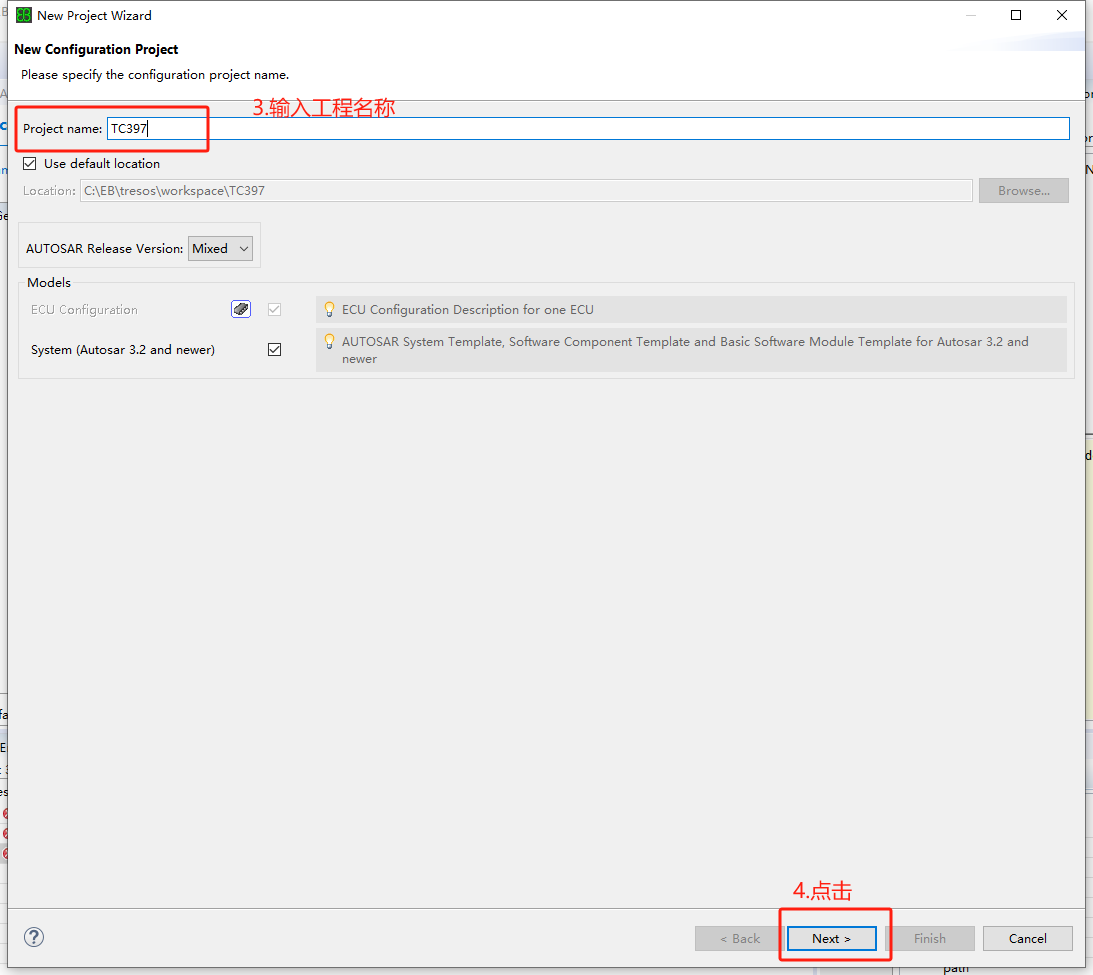 New Project Wizard
New Configuration Project
Please specify the configuration project name.
3.输入工程名称
Project name: TC397
Use default location
Location: C:\EB\tresos\workspace\TC397 Browse...
AUTOSAR Release Version: Mixed
Models
ECU Configuration ECU Configuration Description for one ECU
System (Autosar 3.2 and newer) AUTOSAR System Template, Software Component Template and Basic Software Module Template for Autosar 3.2 and
newer
4.点击
< Back Next > Finish Cancel
path